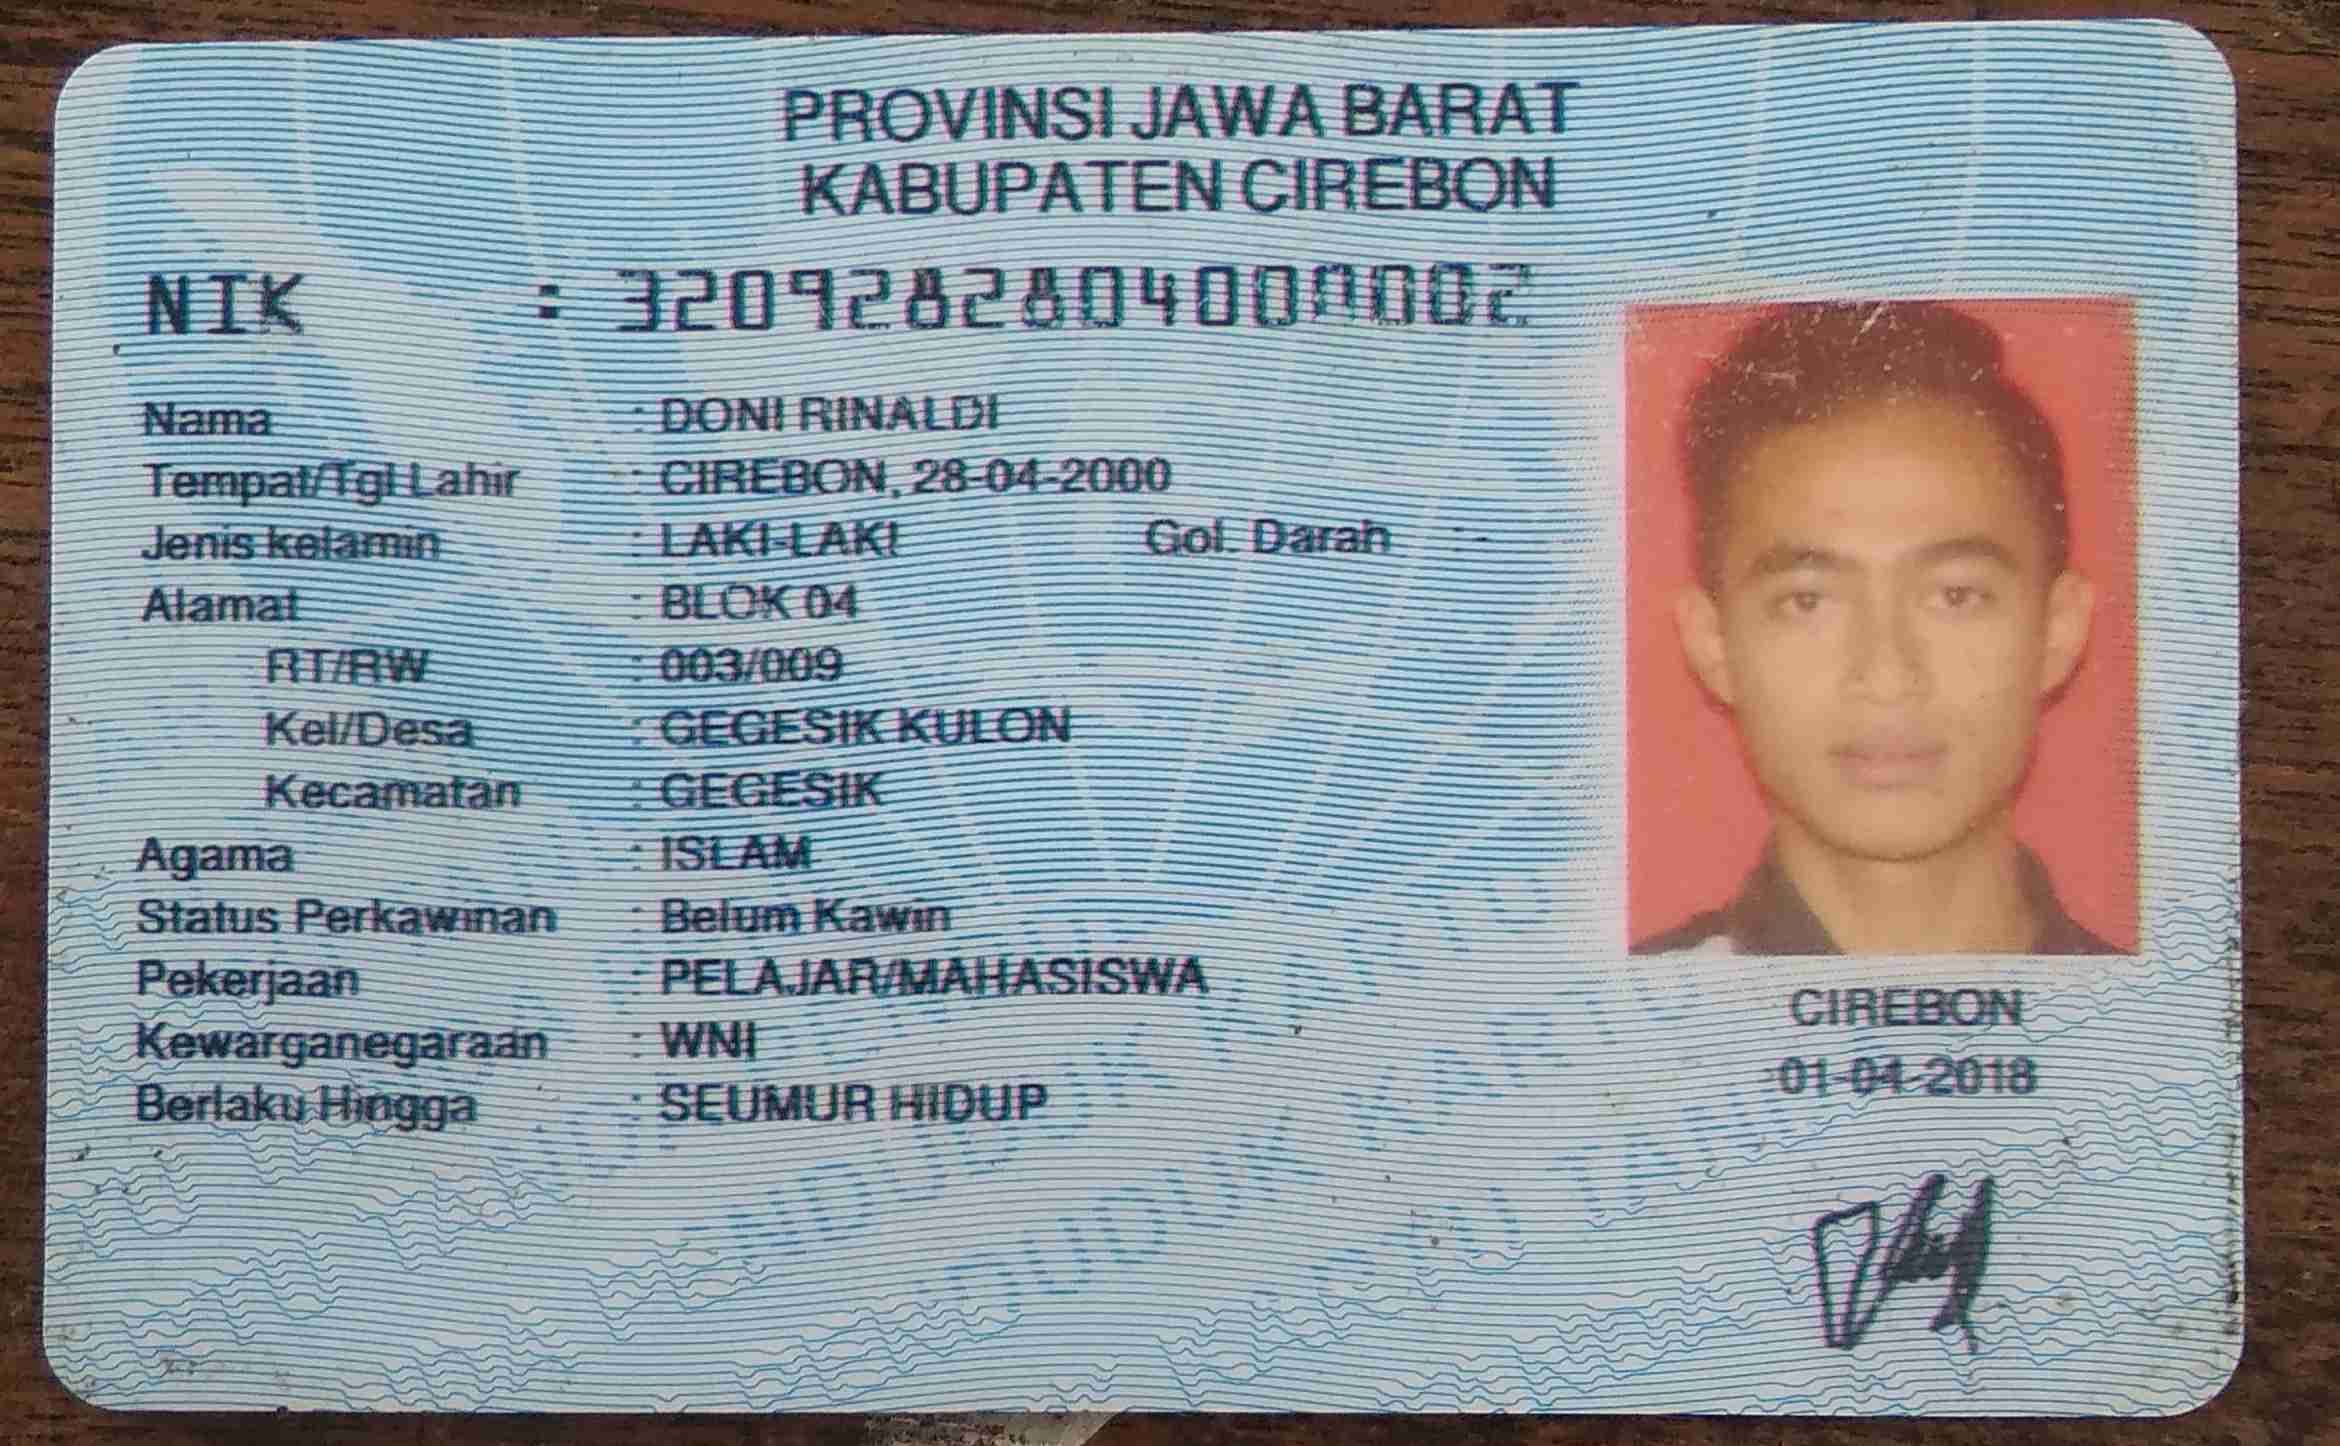 PROVINSI JAWA BARAT
KABUPATEN CIREBON
NIK : 3209282804000002
Nama : DONI RINALDI
Tempat/Tgl Lahir : CIREBON, 28-04-2000
Jenis kelamin : LAKI-LAKI Gol. Darah : -
Alamat : BLOK 04
RT/RW : 003/009
Kel/Desa : GEGESIK KULON
Kecamatan : GEGESIK
Agama : ISLAM
Status Perkawinan : Belum Kawin
Pekerjaan : PELAJAR/MAHASISWA
Kewarganegaraan : WNI
Berlaku Hingga : SEUMUR HIDUP
CIREBON
01-04-2018